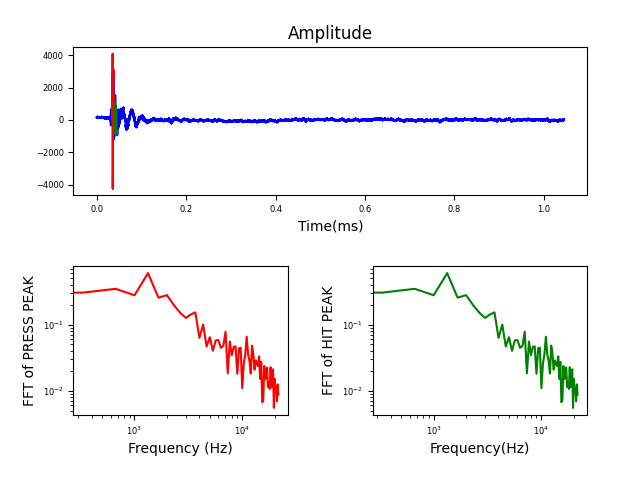 Amplitude
4000
2000
0
−2000
−4000
0.0 0.2 0.4 0.6 0.8 1.0
Time(ms)
FFT of PRESS PEAK
10⁻¹
10⁻²
10³ 10⁴
Frequency (Hz)
FFT of HIT PEAK
10⁻¹
10⁻²
10³ 10⁴
Frequency(Hz)